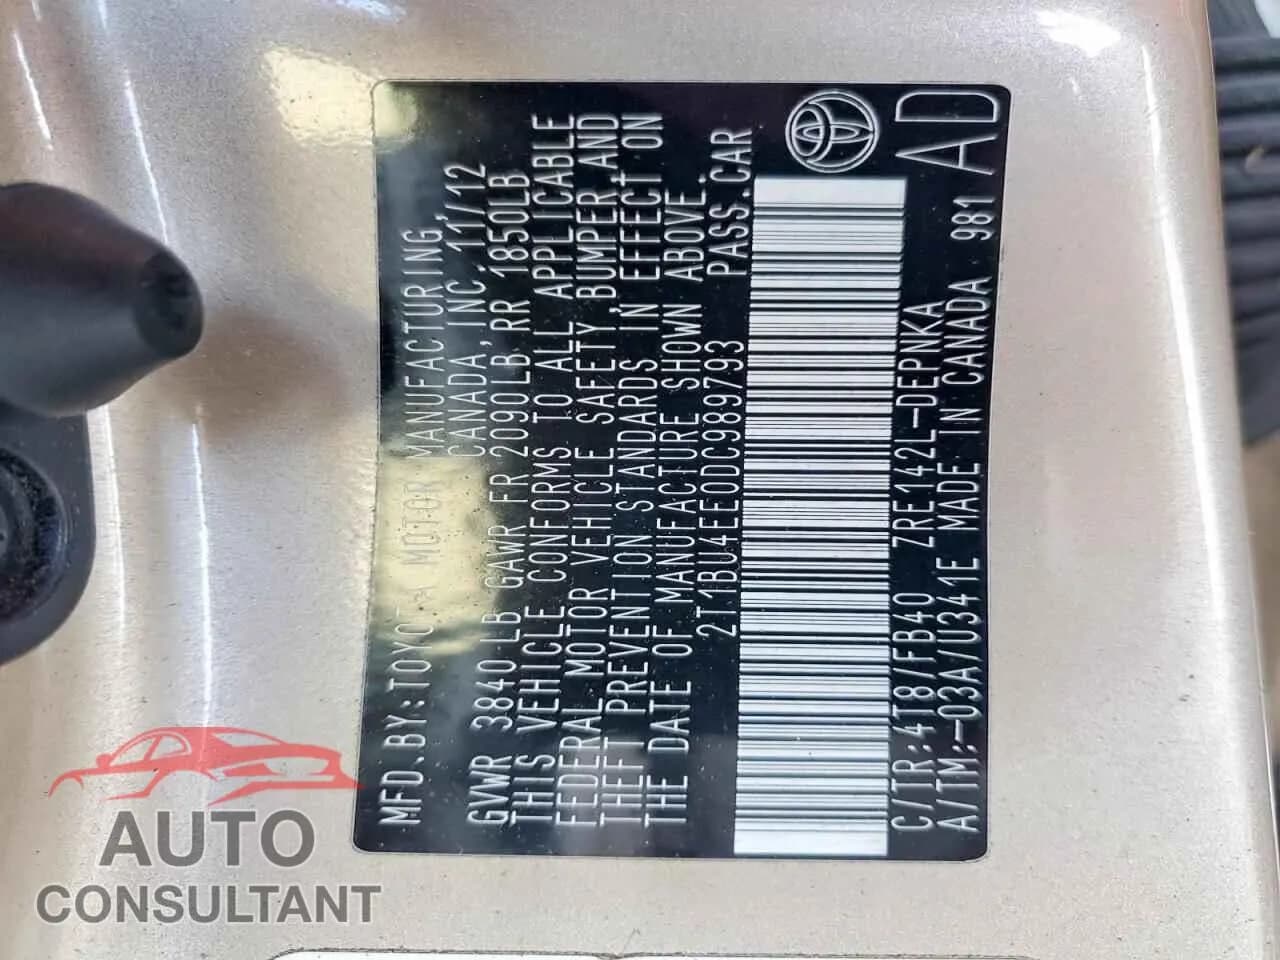 MFD.BY:TOYOTA MOTOR MANUFACTURING,
CANADA,INC. 11/12
GVWR 3840 LB GAWR FR 2090LB,RR 1850LB
THIS VEHICLE CONFORMS TO ALL APPLICABLE
FEDERAL MOTOR VEHICLE SAFETY,BUMPER,AND
THEFT PREVENTION STANDARDS IN EFFECT ON
THE DATE OF MANUFACTURE SHOWN ABOVE.
2T1BU4EE0DC989793 PASS.CAR
C/TR:4T8/FB40 ZRE142L-DEPNKA
A/TM:-03A/U341E MADE IN CANADA 981 AD
AUTO
CONSULTANT